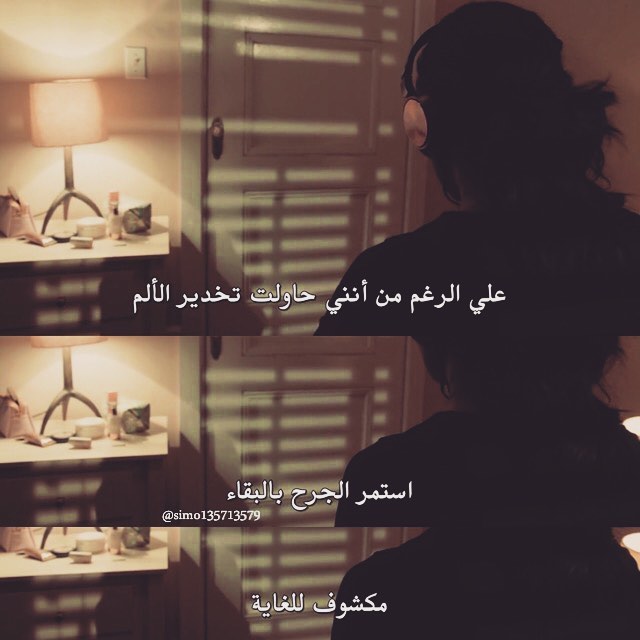 علي الرغم من أنني حاولت تخدير الألم
استمر الجرح بالبقاء
@simo135713579
مكشوف للغاية